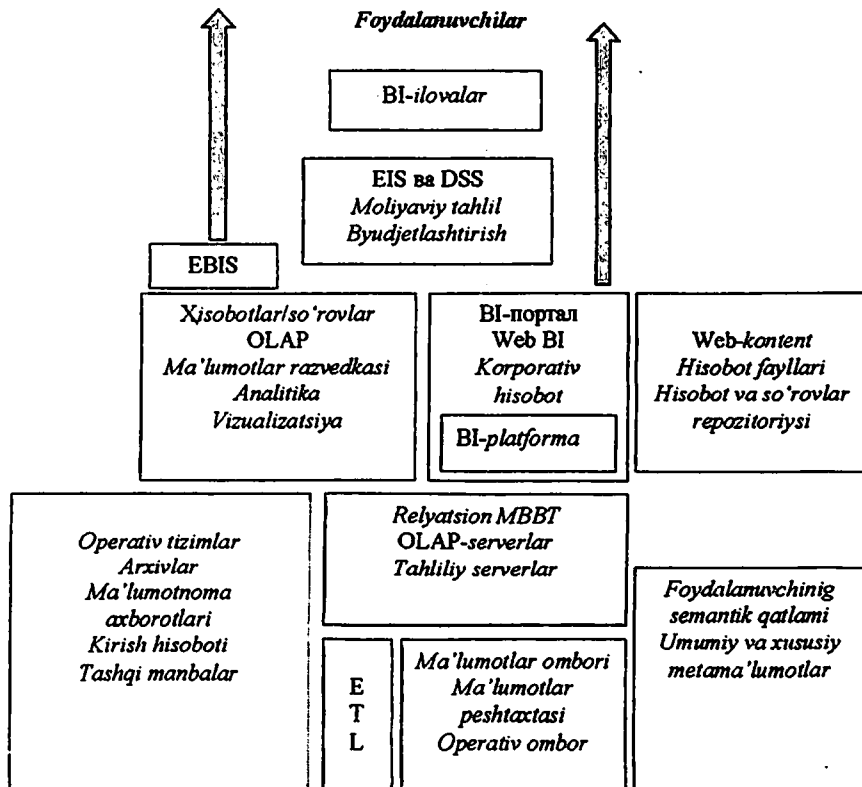 Foydalanuvchilar
BI-ilovalar
EIS ва DSS
Moliyaviy tahlil
Byudjetlashtirish
EBIS
Xisobotlar/so‘rovlar
OLAP
Ma’lumotlar razvedkasi
Analitika
Vizualizatsiya
BI-портал
Web BI
Korporativ
hisobot
BI-platforma
Web-kontent
Hisobot fayllari
Hisobot va so‘rovlar
repozitoriysi
Operativ tizimlar
Arxivlar
Ma’lumotnoma
axborotlari
Kirish hisoboti
Tashqi manbalar
Relyatsion MBBT
OLAP-serverlar
Tahliliy serverlar
E
T
L
Ma’lumotlar ombori
Ma’lumotlar
peshtaxtasi
Operativ ombor
Foydalanuvchinig
semantik qatlami
Umumiy va xususiy
metama’lumotlar